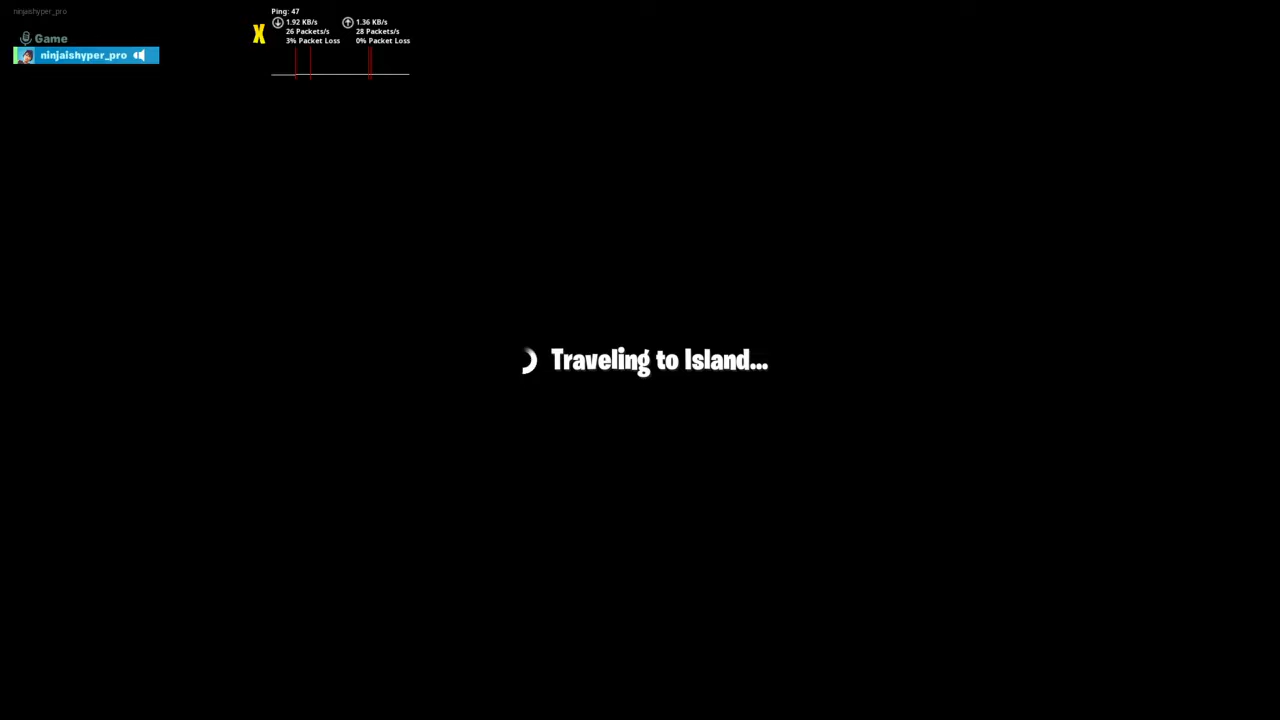 ninjaishyper_pro
Game
ninjaishyper_pro
Ping: 47
1.92 KB/s 1.36 KB/s
26 Packets/s 28 Packets/s
3% Packet Loss 0% Packet Loss
X
Traveling to Island...